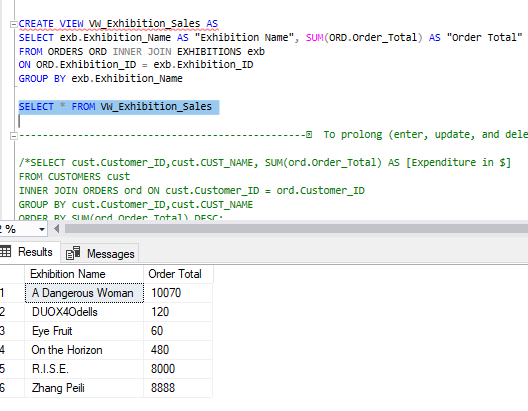 CREATE VIEW VW_Exhibition_Sales AS
SELECT exb.Exhibition_Name AS "Exhibition Name", SUM(ORD.Order_Total) AS "Order Total"
FROM ORDERS ORD INNER JOIN EXHIBITIONS exb
ON ORD.Exhibition_ID = exb.Exhibition_ID
GROUP BY exb.Exhibition_Name
SELECT * FROM VW_Exhibition_Sales
-------------------------------------------- To prolong (enter, update, and dele
/*SELECT cust.Customer_ID,cust.CUST_NAME, SUM(ord.Order_Total) AS [Expenditure in $]
FROM CUSTOMERS cust
INNER JOIN ORDERS ord ON cust.Customer_ID = ord.Customer_ID
GROUP BY cust.Customer_ID,cust.CUST_NAME
ORDER BY SUM(ord.Order_Total) DESC;
%
Results Messages
Exhibition Name Order Total
1 A Dangerous Woman 10070
2 DUOX4Odells 120
3 Eye Fruit 60
4 On the Horizon 480
5 R.I.S.E. 8000
6 Zhang Peili 8888